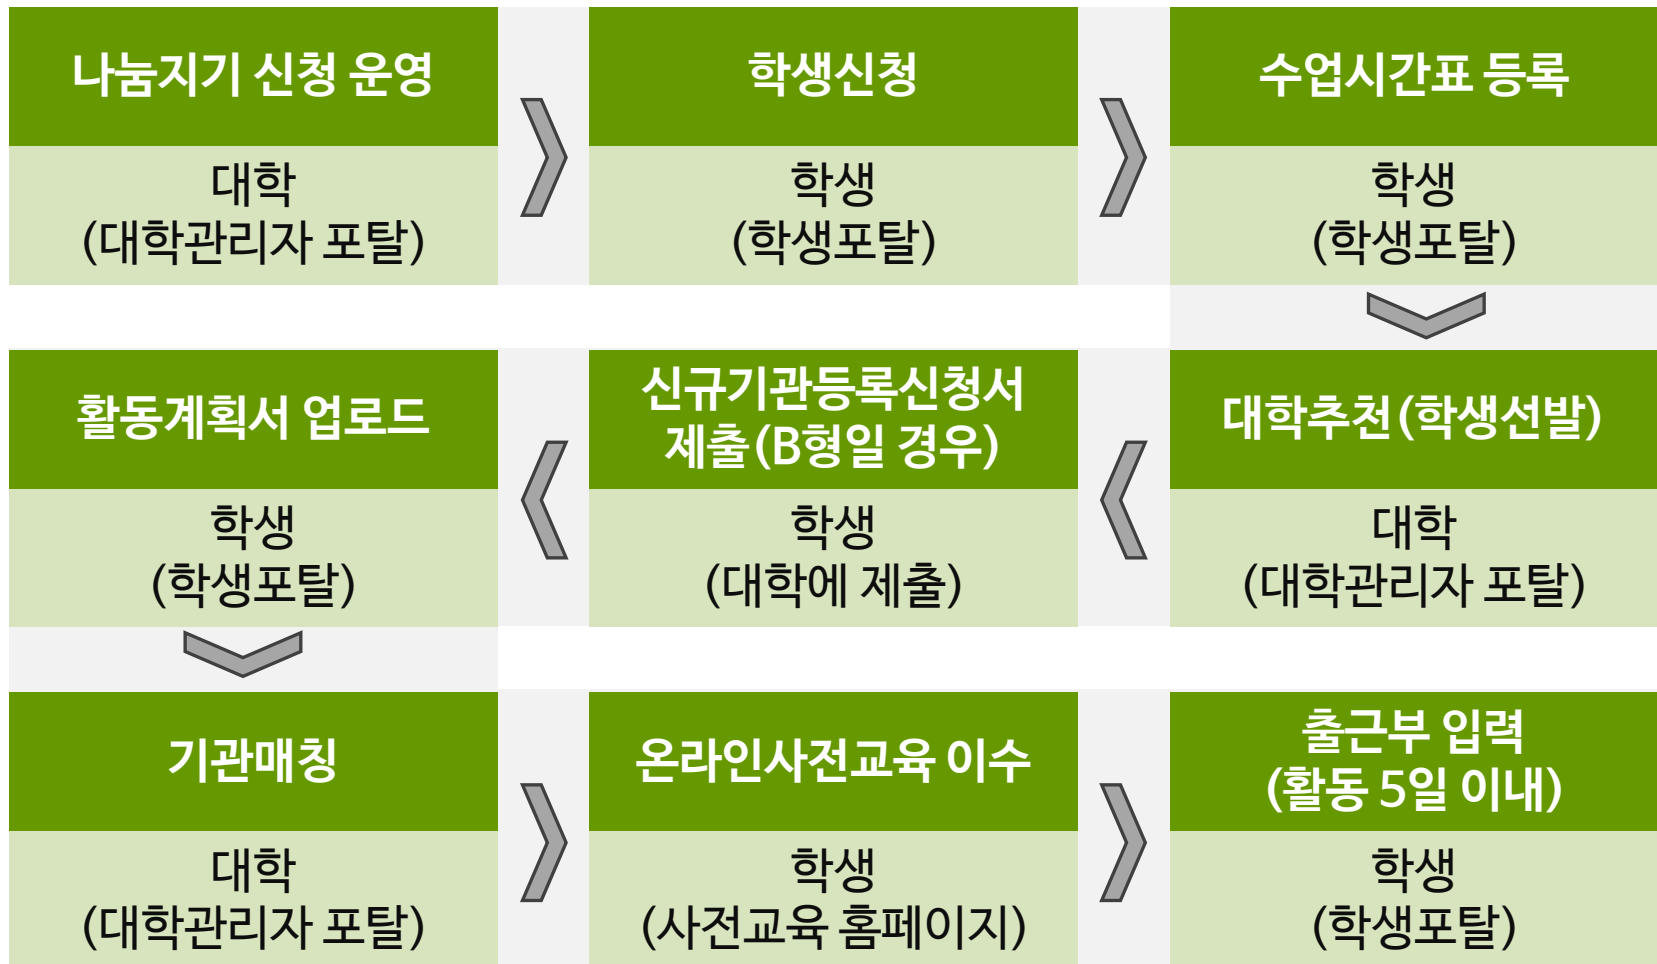 나눔지기 신청 운영
대학
(대학관리자 포탈)
학생신청
학생
(학생포탈)
수업시간표 등록
학생
(학생포탈)
대학추천(학생선발)
대학
(대학관리자 포탈)
신규기관등록신청서
제출(B형일 경우)
학생
(대학에 제출)
활동계획서 업로드
학생
(학생포탈)
기관매칭
대학
(대학관리자 포탈)
온라인사전교육 이수
학생
(사전교육 홈페이지)
출근부 입력
(활동 5일 이내)
학생
(학생포탈)